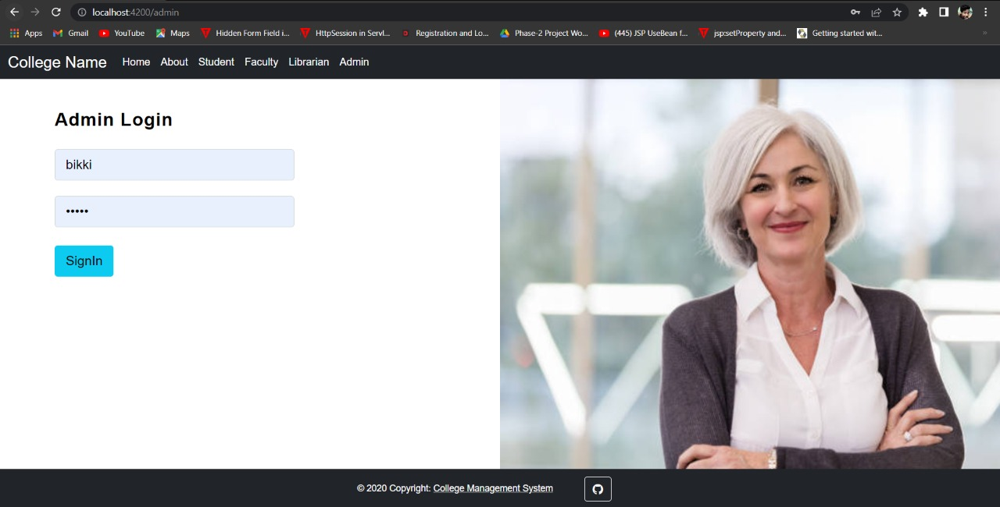 localhost:4200/admin
Apps Gmail YouTube Maps Hidden Form Field i... HttpSession in Servl... Registration and Lo... Phase-2 Project Wo... (445) JSP UseBean f... jsp:setProperty and... Getting started wit... »
College Name Home About Student Faculty Librarian Admin
Admin Login
bikki
•••••
SignIn
© 2020 Copyright: College Management System